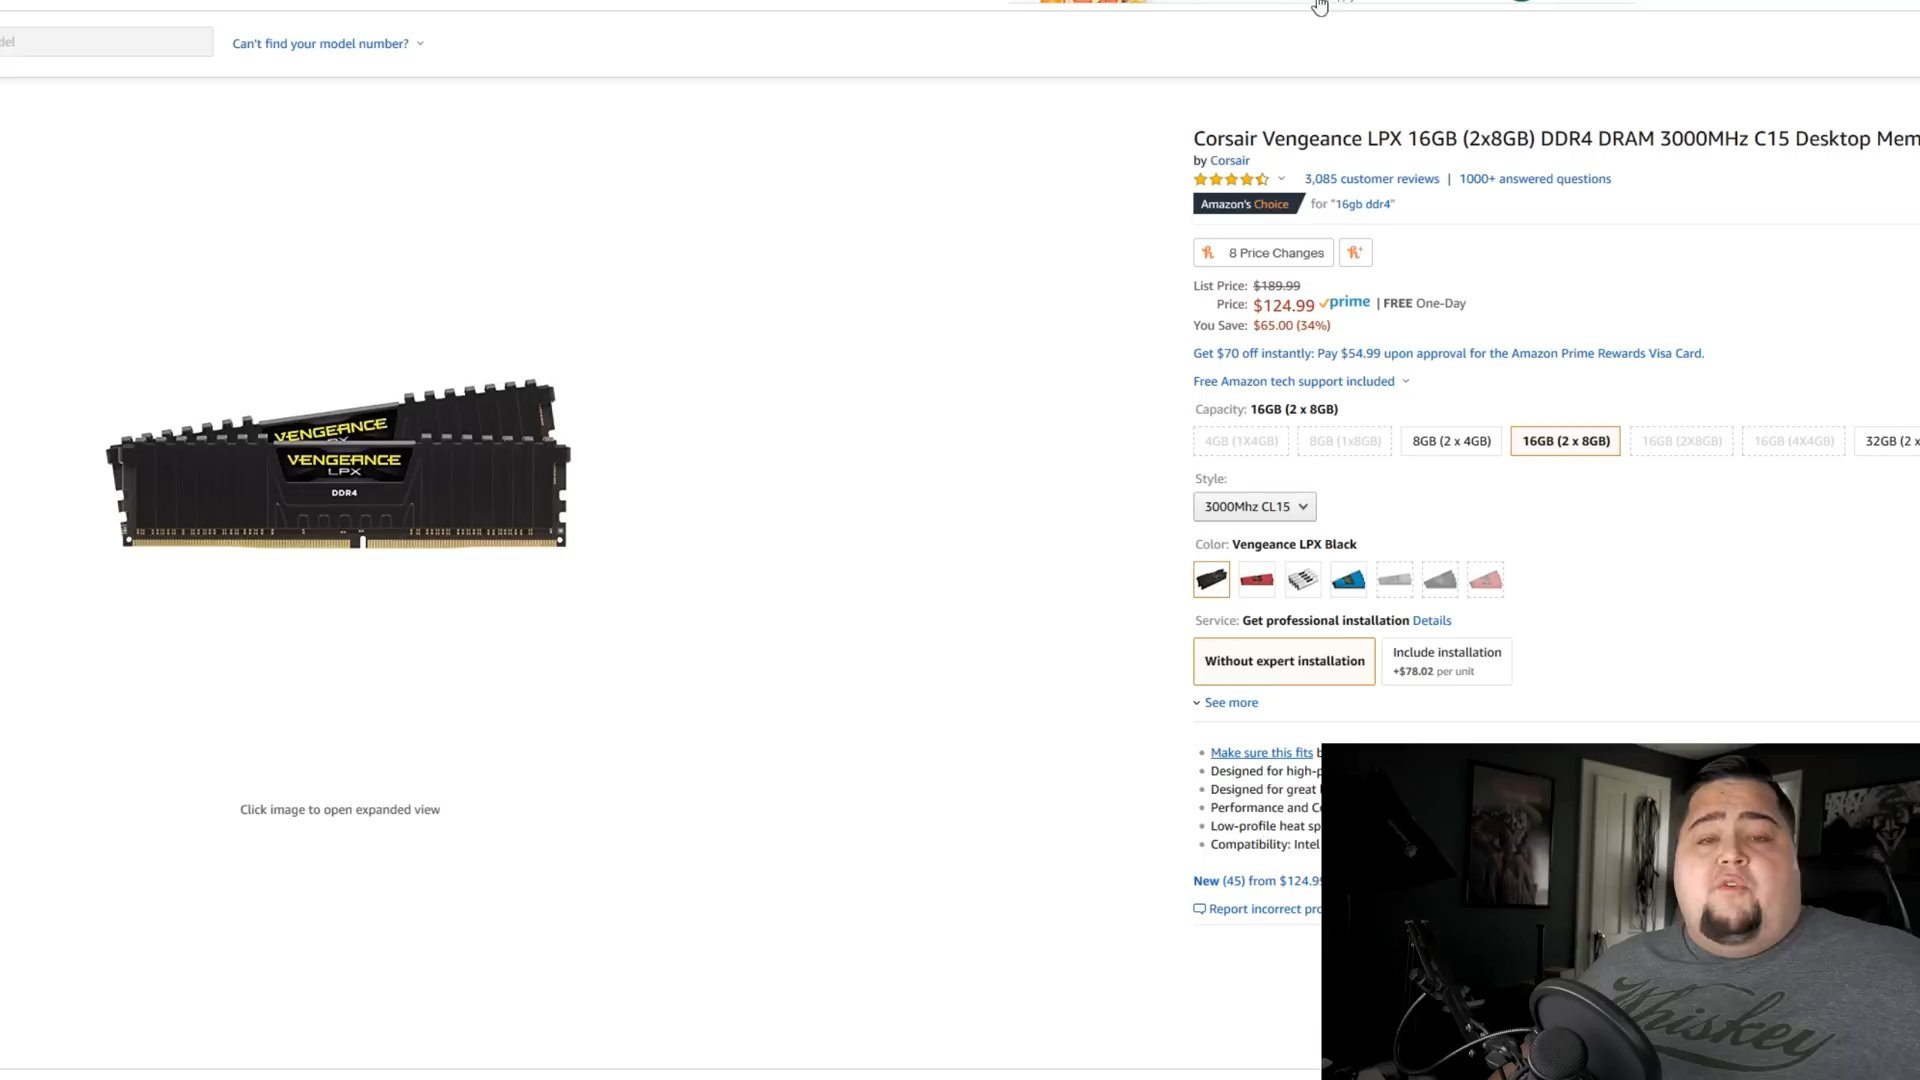 del
Can't find your model number?
Corsair Vengeance LPX 16GB (2x8GB) DDR4 DRAM 3000MHz C15 Desktop Mem
by Corsair
3,085 customer reviews | 1000+ answered questions
Amazon's Choice for "16gb ddr4"
8 Price Changes
List Price: $189.99
Price: $124.99 prime | FREE One-Day
You Save: $65.00 (34%)
Get $70 off instantly: Pay $54.99 upon approval for the Amazon Prime Rewards Visa Card.
Free Amazon tech support included
Capacity: 16GB (2 x 8GB)
4GB (1X4GB) 8GB (1x8GB) 8GB (2 x 4GB) 16GB (2 x 8GB) 16GB (2X8GB) 16GB (4X4GB) 32GB (2 x
Style:
3000Mhz CL15
Color: Vengeance LPX Black
Service: Get professional installation Details
Without expert installation
Include installation
+$78.02 per unit
See more
Make sure this fits b
Designed for high-p
Designed for great
Performance and C
Low-profile heat sp
Compatibility: Intel
New (45) from $124.99
Report incorrect pro
VENGEANCE
VENGEANCE
LPX
DDR4
Click image to open expanded view
Whiskey